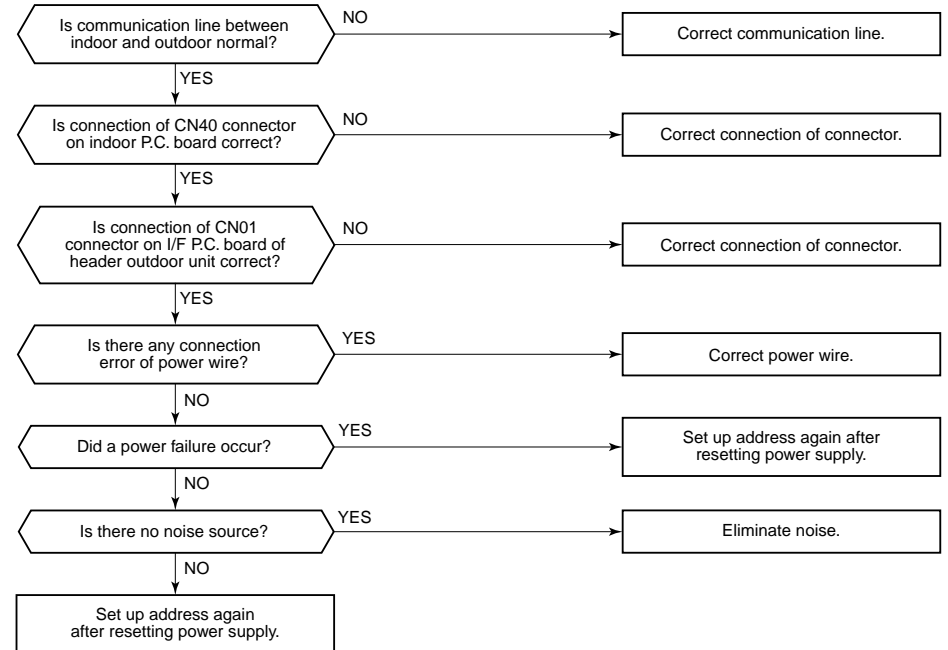 Is communication line between
indoor and outdoor normal?
NO
Correct communication line.
YES
Is connection of CN40 connector
on indoor P.C. board correct?
NO
Correct connection of connector.
YES
Is connection of CN01
connector on I/F P.C. board of
header outdoor unit correct?
NO
Correct connection of connector.
YES
Is there any connection
error of power wire?
YES
Correct power wire.
NO
Did a power failure occur?
YES
Set up address again after
resetting power supply.
NO
Is there no noise source?
YES
Eliminate noise.
NO
Set up address again
after resetting power supply.